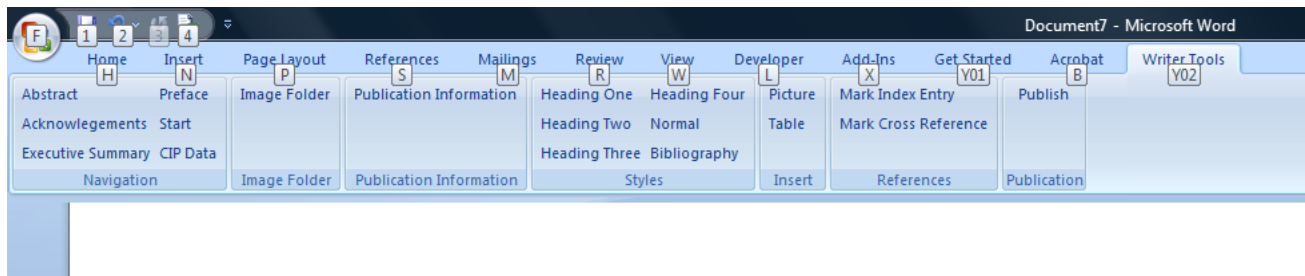 Document7 - Microsoft Word
F 1 2 3 4
Home Insert Page Layout References Mailings Review View Developer Add-Ins Get Started Acrobat Writer Tools
H N P S M R W L X Y01 B Y02
Abstract Preface Image Folder Publication Information Heading One Heading Four Picture Mark Index Entry Publish
Acknowlegements Start Heading Two Normal Table Mark Cross Reference
Executive Summary CIP Data Heading Three Bibliography
Navigation Image Folder Publication Information Styles Insert References Publication